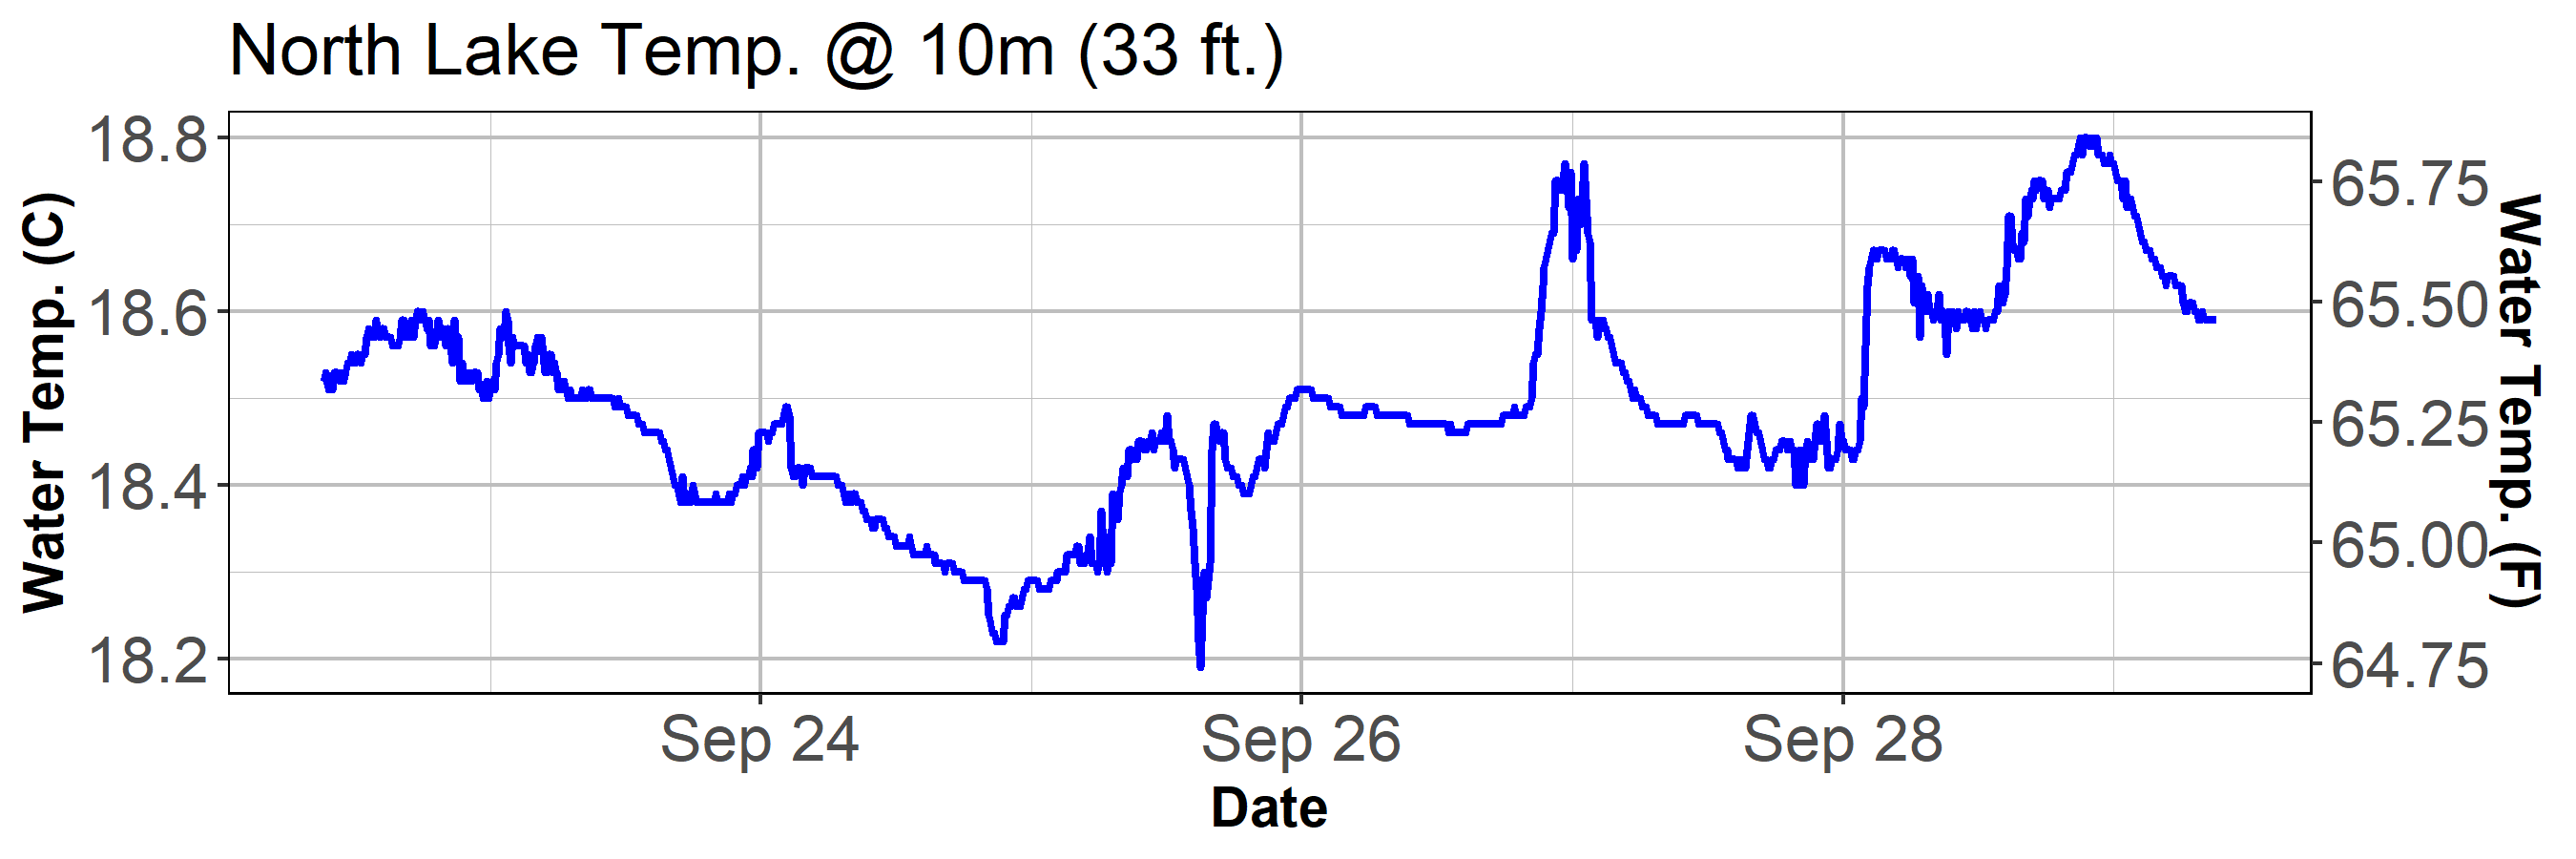 North Lake Temp. @ 10m (33 ft.)
Water Temp. (C)
18.8
18.6
18.4
18.2
65.75
65.50
65.25
65.00
64.75
Water Temp. (F)
Sep 24
Sep 26
Sep 28
Date